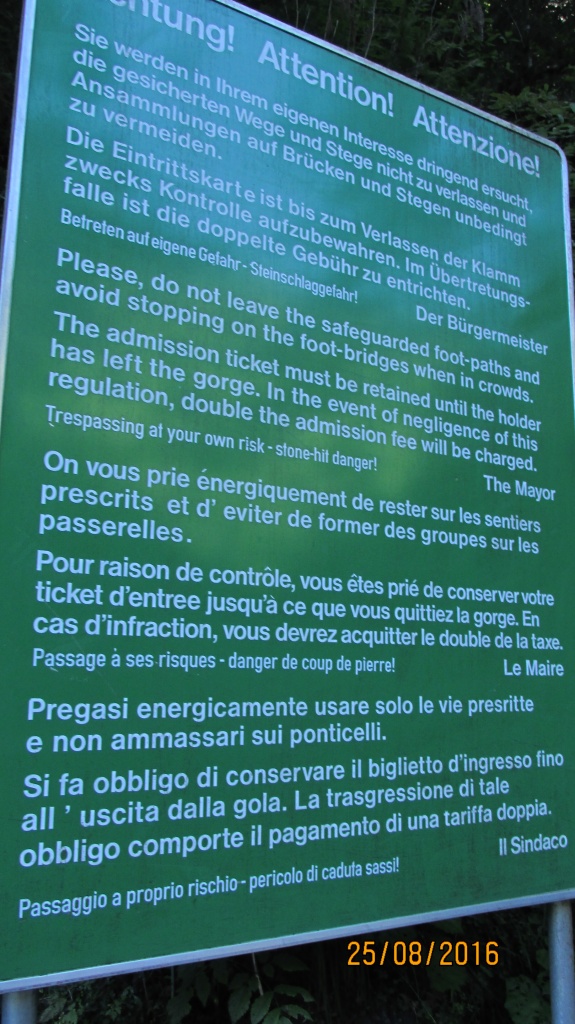 chtung! Attention! Attenzione!
Sie werden in Ihrem eigenen Interesse dringend ersucht,
die gesicherten Wege und Stege nicht zu verlassen und
Ansammlungen auf Brücken und Stegen unbedingt
zu vermeiden.
Die Eintrittskarte ist bis zum Verlassen der Klamm
zwecks Kontrolle aufzubewahren. Im Übertretungs-
falle ist die doppelte Gebühr zu entrichten.
Betreten auf eigene Gefahr - Steinschlaggefahr!
Der Bürgermeister
Please, do not leave the safeguarded foot-paths and
avoid stopping on the foot-bridges when in crowds.
The admission ticket must be retained until the holder
has left the gorge. In the event of negligence of this
regulation, double the admission fee will be charged.
Trespassing at your own risk - stone-hit danger!
The Mayor
On vous prie énergiquement de rester sur les sentiers
prescrits et d' eviter de former des groupes sur les
passerelles.
Pour raison de contrôle, vous êtes prié de conserver votre
ticket d'entree jusqu'à ce que vous quittiez la gorge. En
cas d'infraction, vous devrez acquitter le double de la taxe.
Passage à ses risques - danger de coup de pierre!
Le Maire
Pregasi energicamente usare solo le vie presritte
e non ammassari sui ponticelli.
Si fa obbligo di conservare il biglietto d'ingresso fino
all ' uscita dalla gola. La trasgressione di tale
obbligo comporte il pagamento di una tariffa doppia.
Il Sindaco
Passaggio a proprio rischio - pericolo di caduta sassi!
25/08/2016